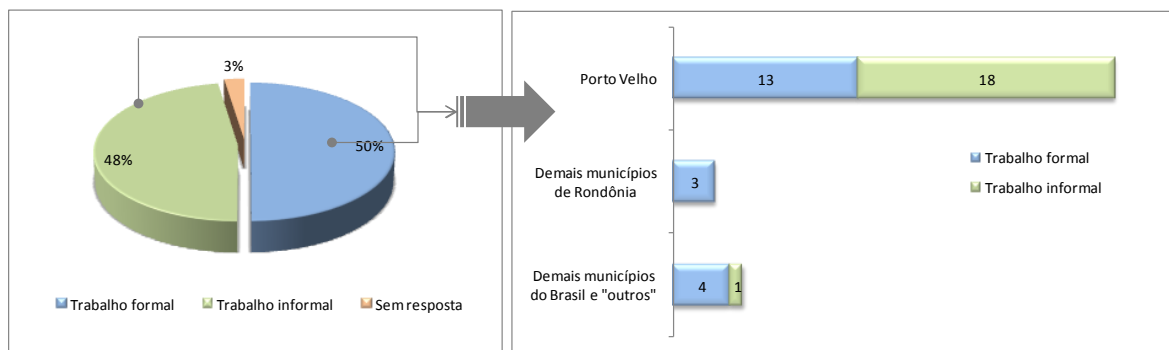 3%
50%
48%
Trabalho formal
Trabalho informal
Sem resposta
Porto Velho
13
18
Demais municípios
de Rondônia
3
Trabalho formal
Trabalho informal
Demais municípios
do Brasil e "outros"
4
1